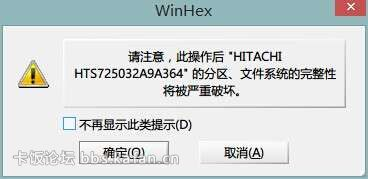 WinHex
请注意，此操作后 "HITACHI
HTS725032A9A364" 的分区、文件系统的完整性
将被严重破坏。
不再显示此类提示(D)
确定(O)
取消(A)
卡饭论坛 bbs.kafan.cn